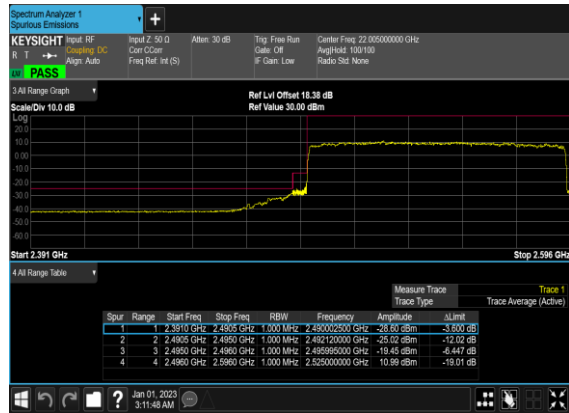 Spectrum Analyzer 1
Spurious Emissions
KEYSIGHT
R T
PASS
Input: RF
Coupling: DC
Align: Auto
Input Z: 50 Ω
Corr CCorr
Freq Ref: Int (S)
Atten: 30 dB
Trig: Free Run
Gate: Off
IF Gain: Low
Center Freq: 22.005000000 GHz
Avg|Hold: 100/100
Radio Std: None
3 All Range Graph
Scale/Div 10.0 dB
Ref Lvl Offset 18.38 dB
Ref Value 30.00 dBm
Log
20.0
10.0
0.00
-10.0
-20.0
-30.0
-40.0
-50.0
-60.0
Start 2.391 GHz
Stop 2.596 GHz
4 All Range Table
Measure Trace Trace 1
Trace Type Trace Average (Active)
Spur Range Start Freq Stop Freq RBW Frequency Amplitude ΔLimit
1 1 2.3910 GHz 2.4905 GHz 1.000 MHz 2.490002500 GHz -28.60 dBm -3.600 dB
2 2 2.4905 GHz 2.4950 GHz 1.000 MHz 2.492120000 GHz -25.02 dBm -12.02 dB
3 3 2.4950 GHz 2.4960 GHz 1.000 MHz 2.495995000 GHz -19.45 dBm -6.447 dB
4 4 2.4960 GHz 2.5960 GHz 1.000 MHz 2.525000000 GHz 10.99 dBm -19.01 dB
Jan 01, 2023
3:11:48 AM